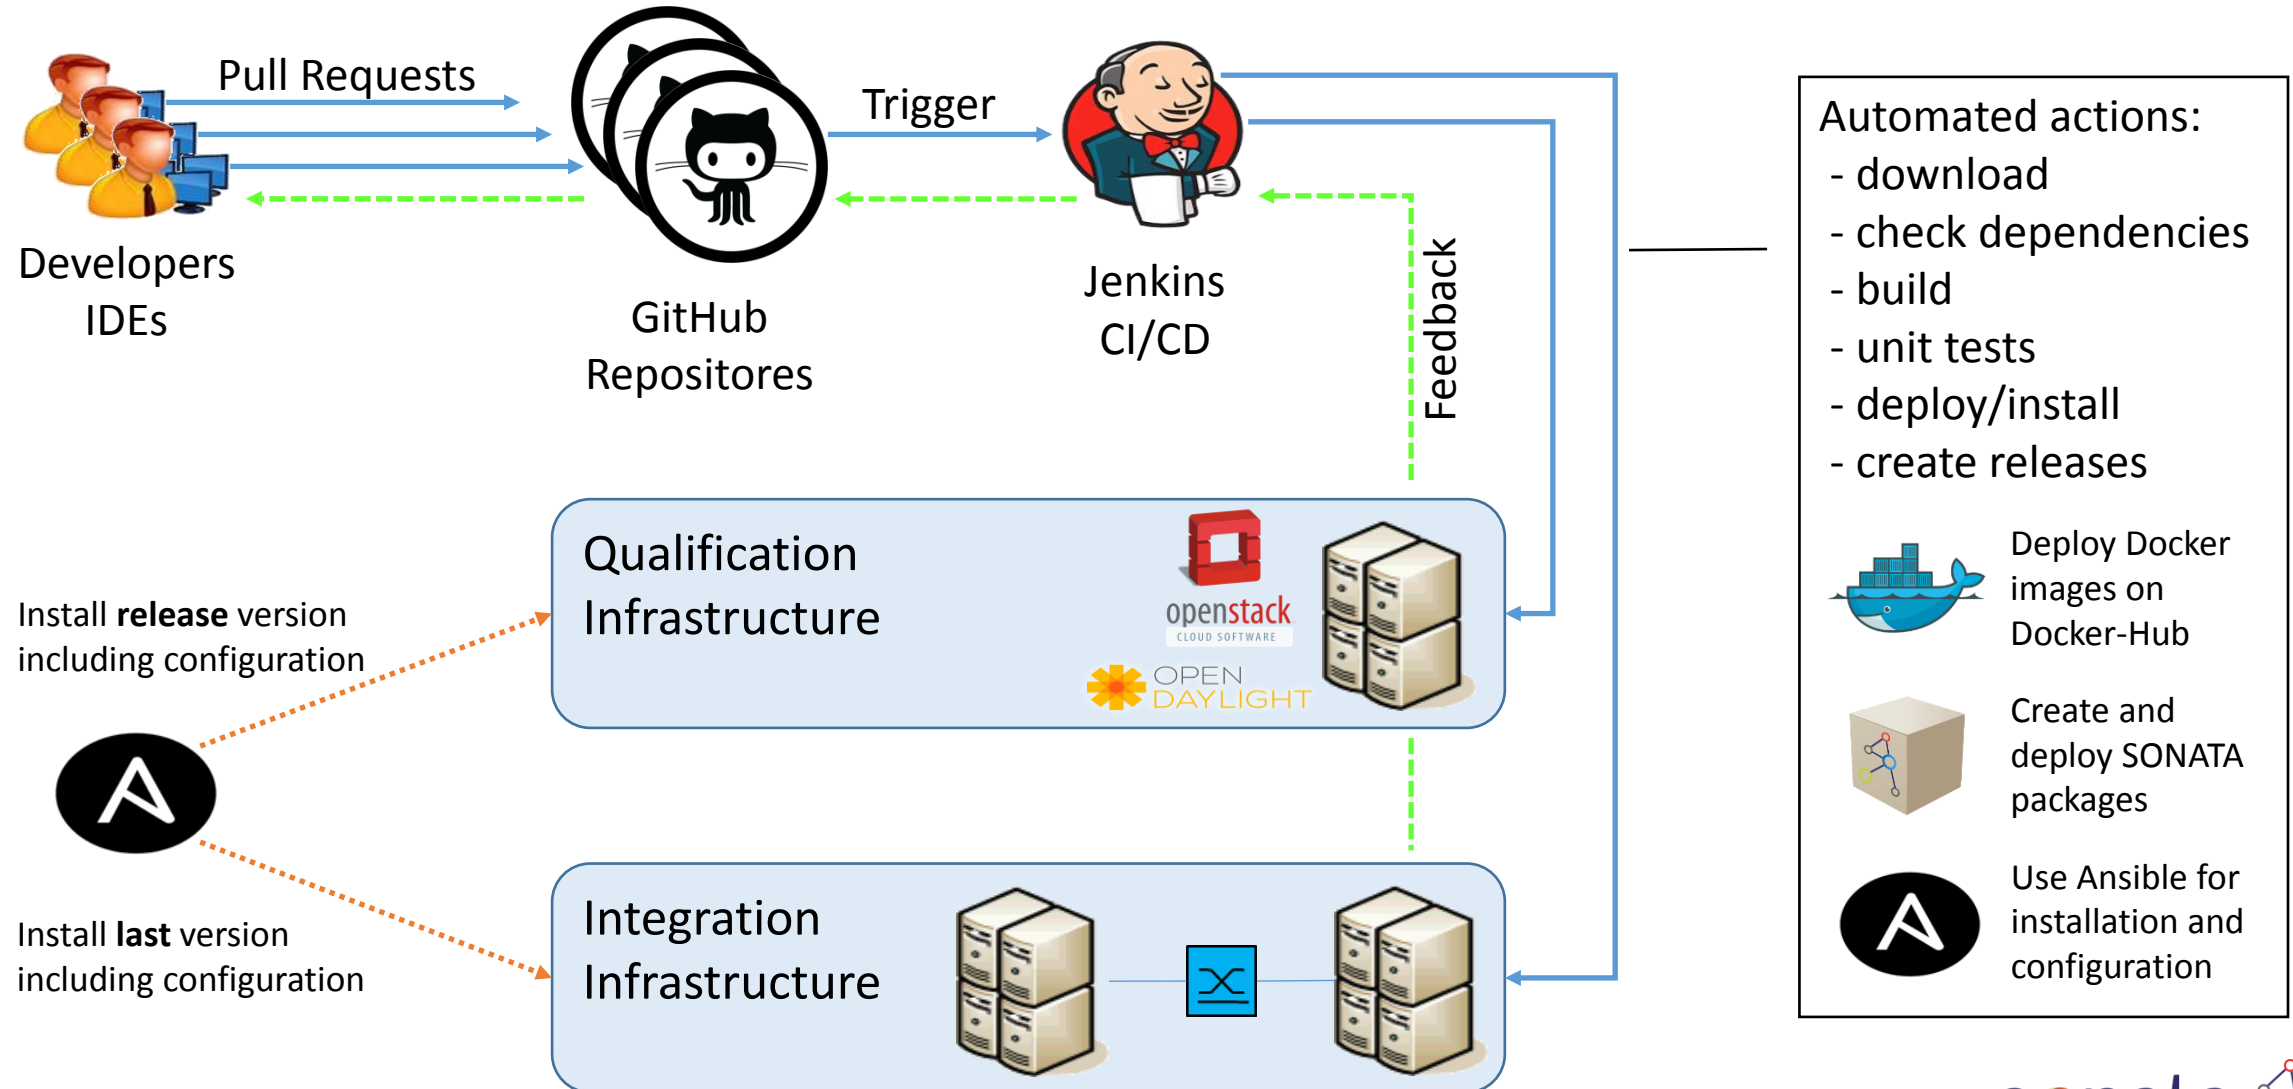 Pull Requests
Trigger
Developers
IDEs
GitHub
Repositores
Jenkins
CI/CD
Feedback
Qualification
Infrastructure
openstack
CLOUD SOFTWARE
OPEN
DAYLIGHT
Install release version
including configuration
Install last version
including configuration
Integration
Infrastructure
Automated actions:
- download
- check dependencies
- build
- unit tests
- deploy/install
- create releases
Deploy Docker
images on
Docker-Hub
Create and
deploy SONATA
packages
Use Ansible for
installation and
configuration